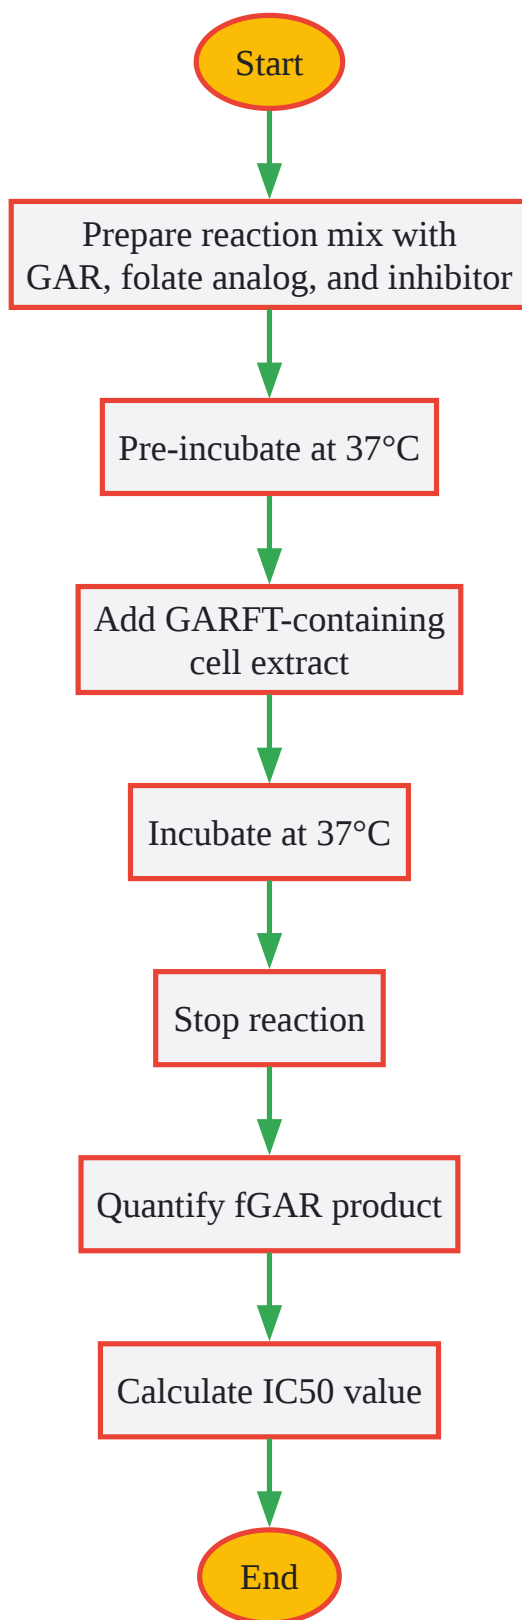 Start
Prepare reaction mix with
GAR, folate analog, and inhibitor
Pre-incubate at 37°C
Add GARFT-containing
cell extract
Incubate at 37°C
Stop reaction
Quantify fGAR product
Calculate IC50 value
End